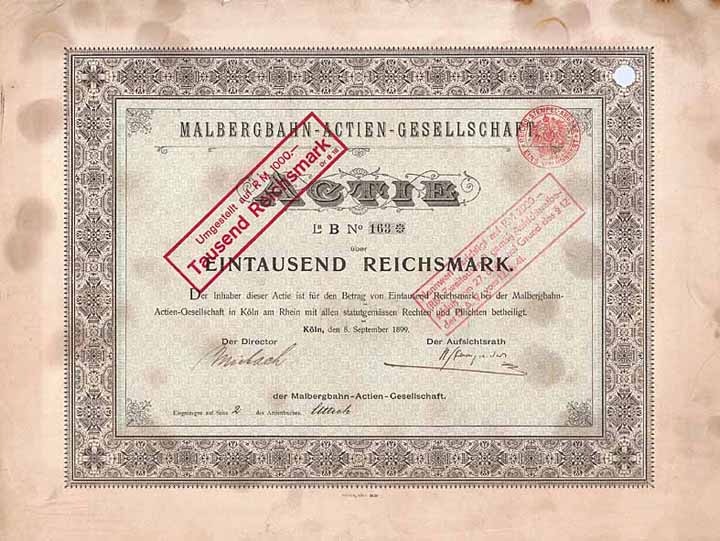 MALBERGBAHN-ACTIEN-GESELLSCHAFT.
ACTIE
Umgestellt auf R.M. 1000.—
Tausend Reichsmark
La B No 163
über
EINTAUSEND REICHSMARK.
Der Inhaber dieser Actie ist für den Betrag von Eintausend Reichsmark bei der Malbergbahn-
Actien-Gesellschaft in Köln am Rhein mit allen statutgemässen Rechten und Pflichten betheiligt.
Köln, den 8. September 1899.
Der Director Der Aufsichtsrath
der Malbergbahn-Actien-Gesellschaft.
Eingetragen auf Seite 2 des Actienbuches.